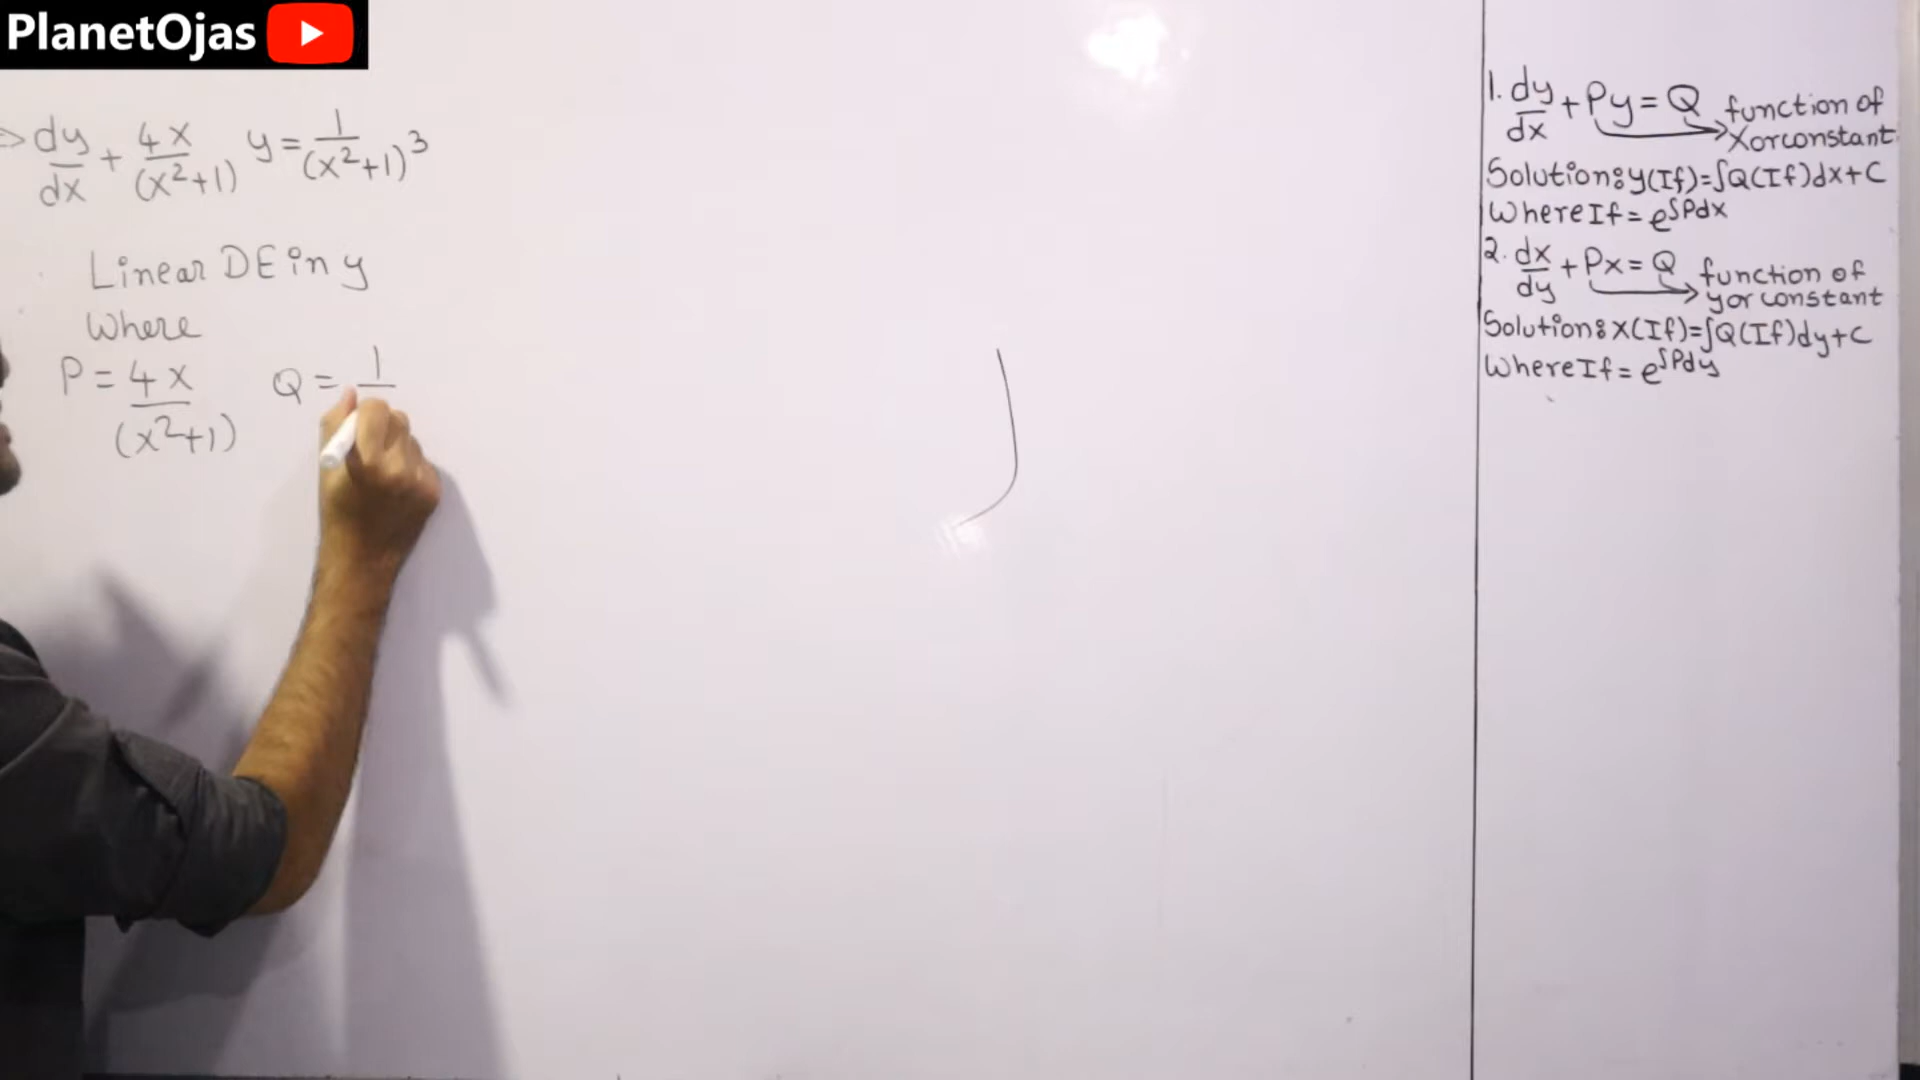 PlanetOjas
=> dy/dx + 4x/(x²+1) y = 1/(x²+1)³
Linear DE in y
Where
P = 4x/(x²+1) Q = 1
1. dy/dx + Py = Q function of
x or constant
Solution: y(If)=∫Q(If)dx+C
Where If = e^∫Pdx
2. dx/dy + Px = Q function of
y or constant
Solution: x(If)=∫Q(If)dy+C
Where If = e^∫Pdy